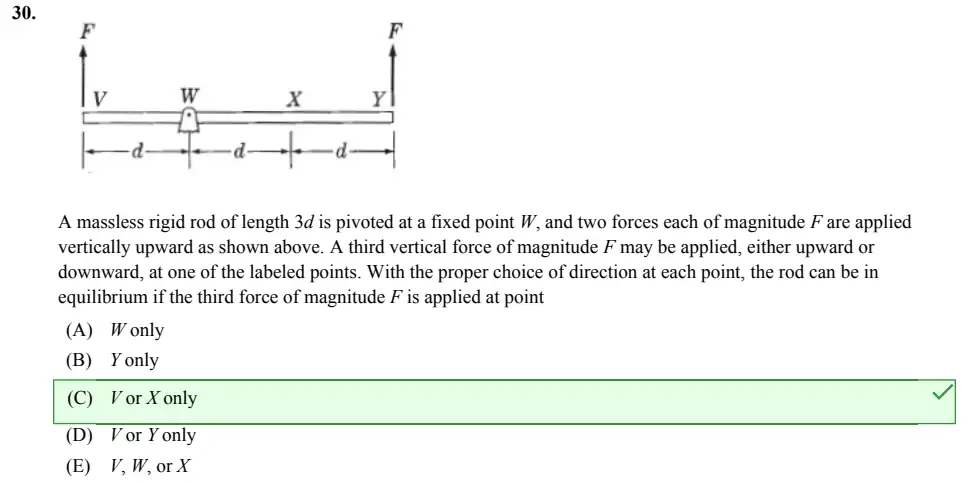 30.
F F
V W X Y
d d d
A massless rigid rod of length 3d is pivoted at a fixed point W, and two forces each of magnitude F are applied
vertically upward as shown above. A third vertical force of magnitude F may be applied, either upward or
downward, at one of the labeled points. With the proper choice of direction at each point, the rod can be in
equilibrium if the third force of magnitude F is applied at point
(A) W only
(B) Y only
(C) V or X only
(D) V or Y only
(E) V, W, or X